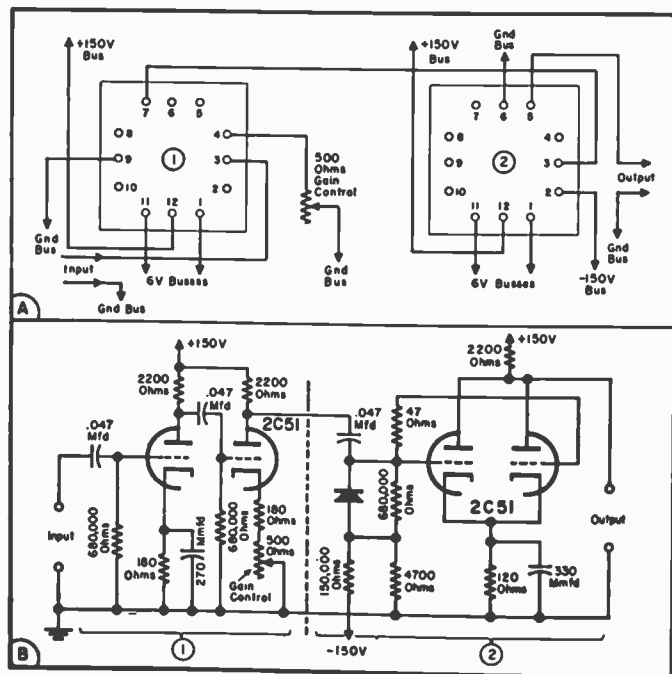 +150V
Bus
7
6
5
8
9
10
4
3
2
1
11
12
1
500
Ohms
Gain
Control
Gnd
Bus
Input
Gnd Bus
6V Busses
Gnd
Bus
A
+150V
Bus
Gnd
Bus
7
6
5
8
9
10
4
3
2
2
11
12
1
6V Busses
-150V
Bus
Gnd
Bus
Output
+150V
2200
Ohms
2200
Ohms
.047
Mfd
.047
Mfd
2C51
Input
680,000
Ohms
180
Ohms
270 Mmfd
680,000
Ohms
180
Ohms
500
Ohms
Gain
Control
1
+150V
2200
Ohms
.047
Mfd
47
Ohms
2C51
680,000
Ohms
150,000
Ohms
4700
Ohms
120
Ohms
330
Mmfd
Output
-150V
2
B